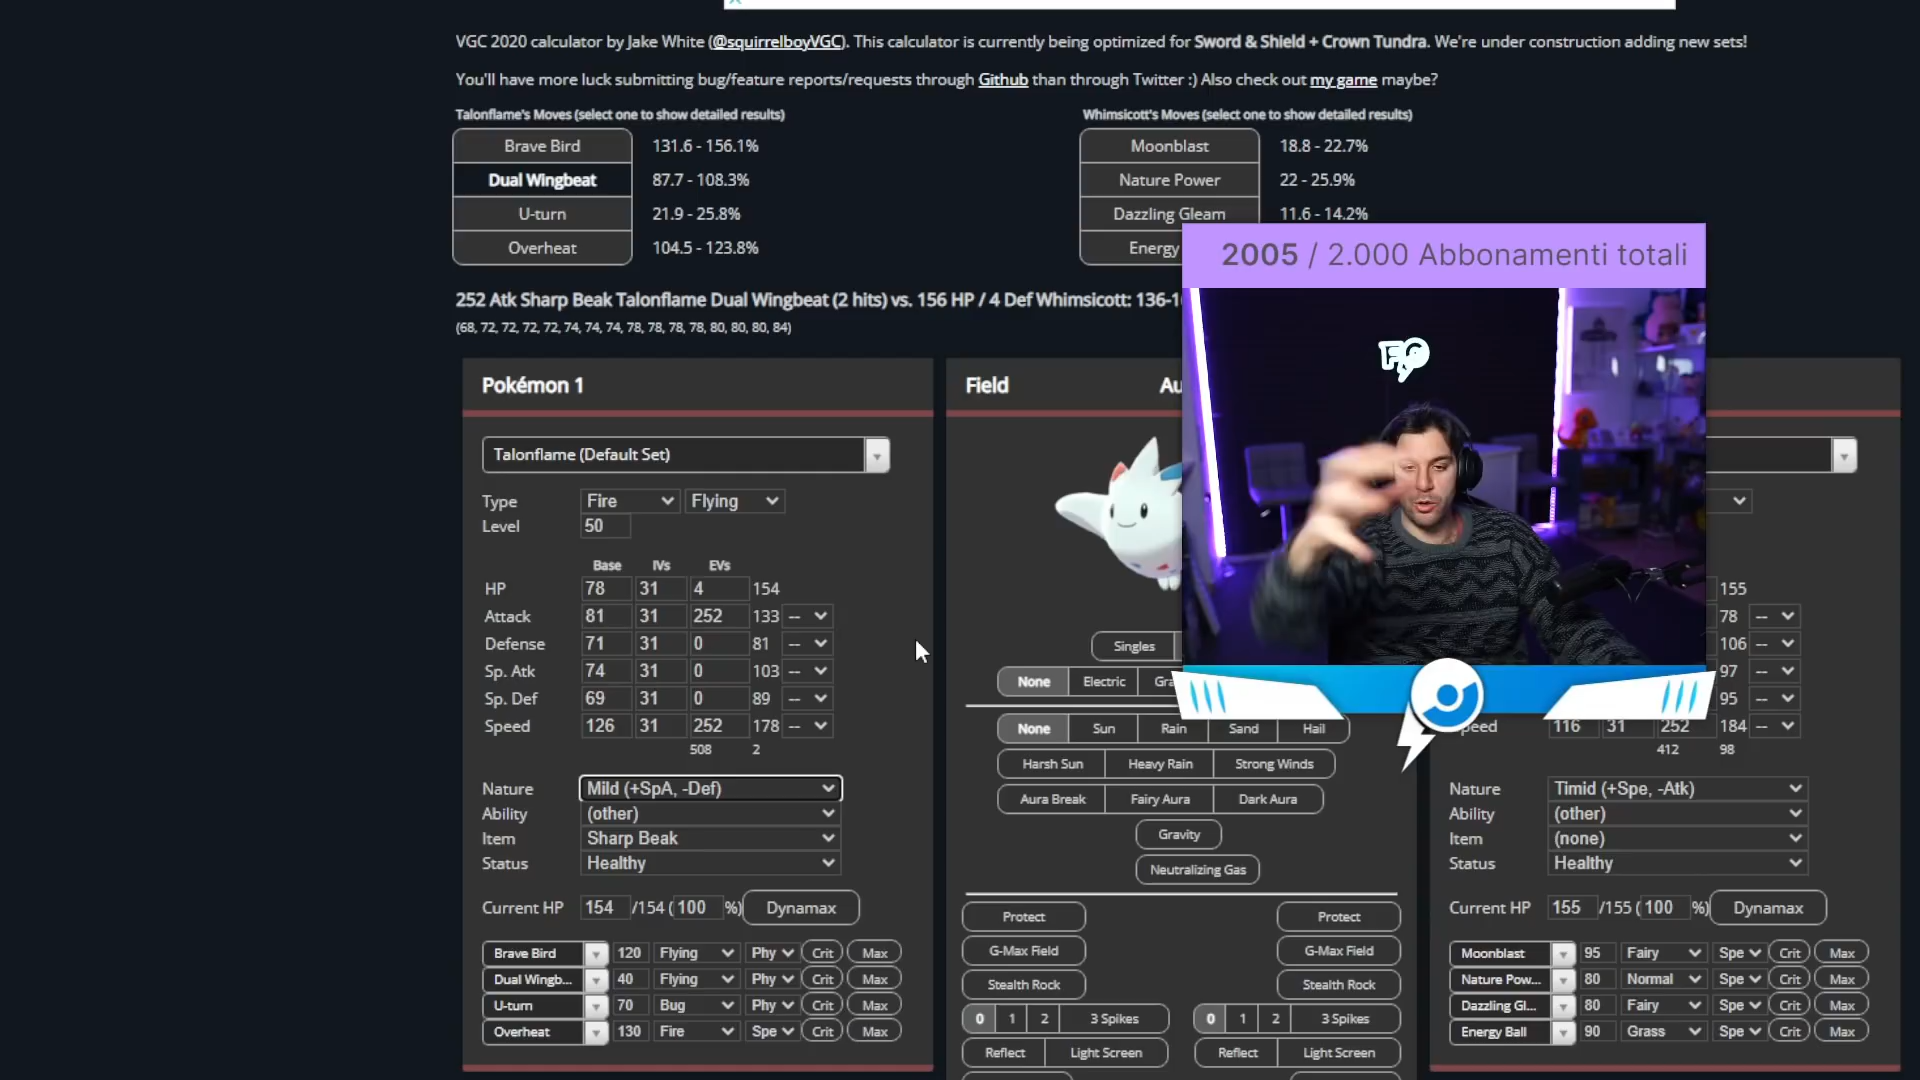 VGC 2020 calculator by Jake White (@squirrelboyVGC). This calculator is currently being optimized for Sword & Shield + Crown Tundra. We're under construction adding new sets!
You'll have more luck submitting bug/feature reports/requests through Github than through Twitter :) Also check out my game maybe?
Talonflame's Moves (select one to show detailed results)
Brave Bird 131.6 - 156.1%
Dual Wingbeat 87.7 - 108.3%
U-turn 21.9 - 25.8%
Overheat 104.5 - 123.8%
Whimsicott's Moves (select one to show detailed results)
Moonblast 18.8 - 22.7%
Nature Power 22 - 25.9%
Dazzling Gleam 11.6 - 14.2%
Energy
2005 / 2.000 Abbonamenti totali
252 Atk Sharp Beak Talonflame Dual Wingbeat (2 hits) vs. 156 HP / 4 Def Whimsicott:
(68, 72, 72, 72, 72, 74, 74, 74, 78, 78, 78, 78, 80, 80, 80, 84)
Pokémon 1
Talonflame (Default Set)
Type Fire Flying
Level 50
Base IVs EVs
HP 78 31 4 154
Attack 81 31 252 133 --
Defense 71 31 0 81 --
Sp. Atk 74 31 0 103 --
Sp. Def 69 31 0 89 --
Speed 126 31 252 178 --
508 2
Nature Mild (+SpA, -Def)
Ability (other)
Item Sharp Beak
Status Healthy
Current HP 154 /154 ( 100 %) Dynamax
Brave Bird 120 Flying Phy Crit Max
Dual Wingb... 40 Flying Phy Crit Max
U-turn 70 Bug Phy Crit Max
Overheat 130 Fire Spe Crit Max
Field
Singles
None Electric
None Sun Rain Sand Hail
Harsh Sun Heavy Rain Strong Winds
Aura Break Fairy Aura Dark Aura
Gravity
Neutralizing Gas
Protect Protect
G-Max Field G-Max Field
Stealth Rock Stealth Rock
0 1 2 3 Spikes 0 1 2 3 Spikes
Reflect Light Screen Reflect Light Screen
155
78 --
106 --
97 --
95 --
116 31 252 184 --
412 98
Nature Timid (+Spe, -Atk)
Ability (other)
Item (none)
Status Healthy
Current HP 155 /155 ( 100 %) Dynamax
Moonblast 95 Fairy Spe Crit Max
Nature Pow... 80 Normal Spe Crit Max
Dazzling Gl... 80 Fairy Spe Crit Max
Energy Ball 90 Grass Spe Crit Max